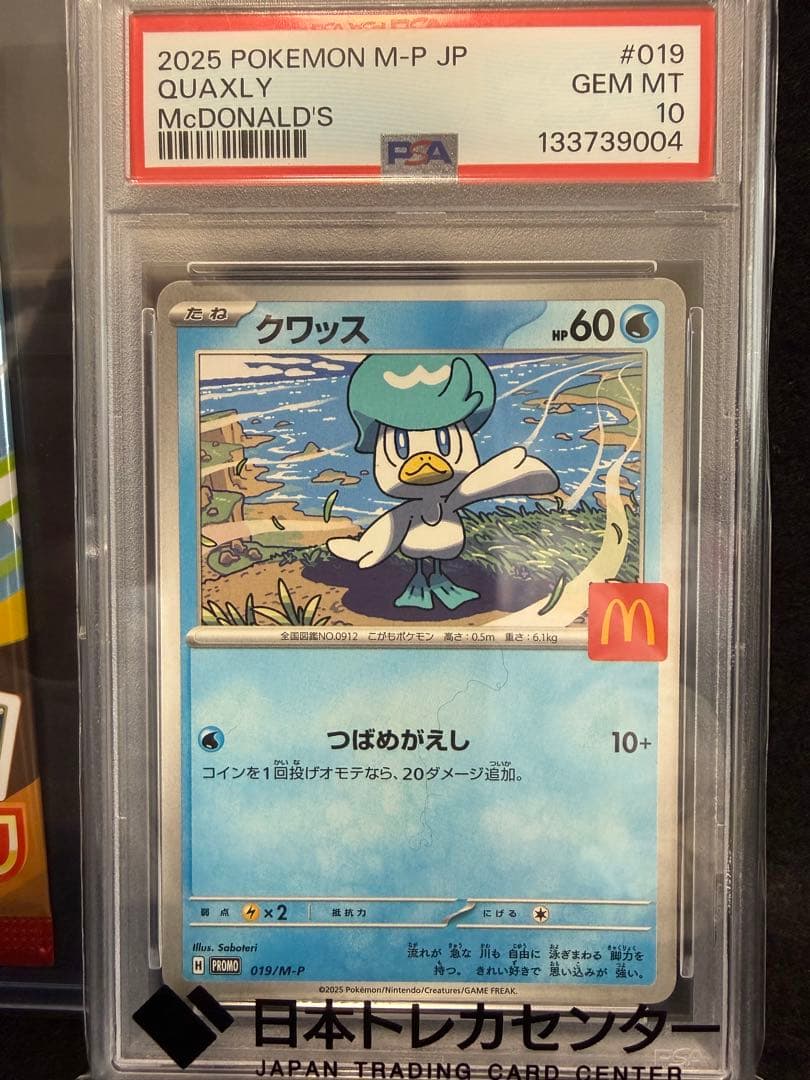 2025 POKEMON M-P JP #019
QUAXLY GEM MT
McDONALD'S 10
133739004
PSA
たね クワッス HP60
全国図鑑NO.0912 こがもポケモン 高さ:0.5m 重さ:6.1kg
つばめがえし 10+
コインを1回投げオモテなら、20ダメージ追加。
弱点 ×2 抵抗力 にげる
Illus. Saboteri
H PROMO 019/M-P
流れが 急な 川も 自由に 泳ぎまわる 脚力を
持つ。 きれい好きで 思い込みが 強い。
©2025 Pokémon/Nintendo/Creatures/GAME FREAK.
日本トレカセンター
JAPAN TRADING CARD CENTER
PSA